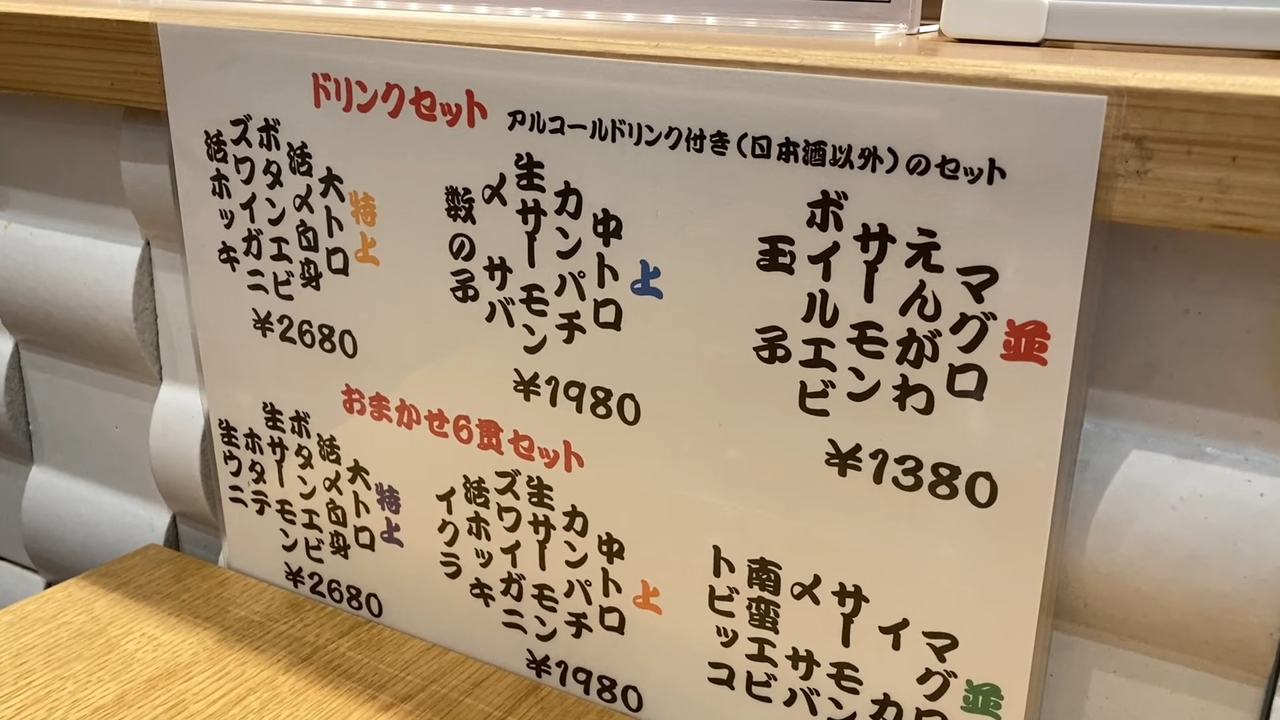 ドリンクセット アルコールドリンク付き(日本酒以外)のセット
並
マグロ
えんがわ
サーモン
ボイルエビ
玉子
¥1380
上
中トロ
カンパチ
生サーモン
〆サバ
数の子
¥1980
特上
大トロ
活〆白身
ボタンエビ
ズワイガニ
活ホッキ
¥2680
おまかせ6貫セット
並
マグロ
イカ
サーモン
〆サバ
南蛮エビ
トビッコ
上
中トロ
カンパチ
生サーモン
ズワイガニ
活ホッキ
イクラ
¥1980
特上
大トロ
活〆白身
ボタンエビ
生サーモン
ホタテ
生ウニ
¥2680